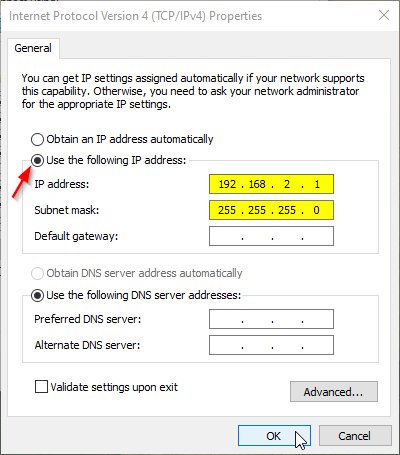 Internet Protocol Version 4 (TCP/IPv4) Properties
General
You can get IP settings assigned automatically if your network supports
this capability. Otherwise, you need to ask your network administrator
for the appropriate IP settings.
Obtain an IP address automatically
Use the following IP address:
IP address: 192 . 168 . 2 . 1
Subnet mask: 255 . 255 . 255 . 0
Default gateway: . . .
Obtain DNS server address automatically
Use the following DNS server addresses:
Preferred DNS server: . . .
Alternate DNS server: . . .
Validate settings upon exit
Advanced...
OK Cancel